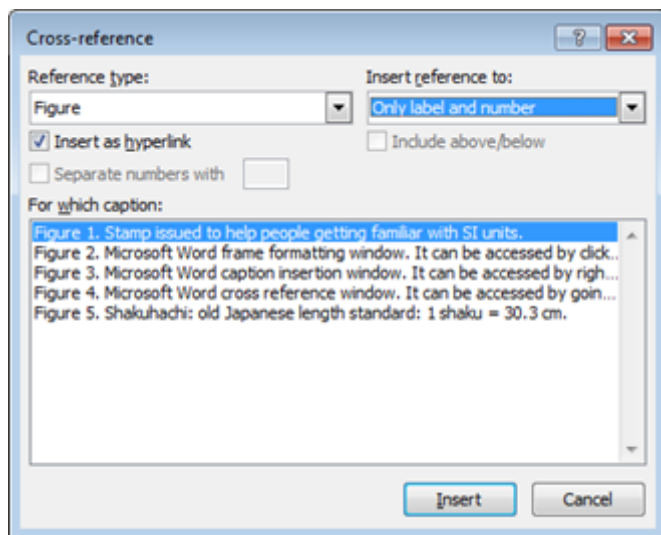 Cross-reference
Reference type:
Insert reference to:
Figure
Only label and number
Insert as hyperlink
Include above/below
Separate numbers with
For which caption:
Figure 1. Stamp issued to help people getting familiar with SI units.
Figure 2. Microsoft Word frame formatting window. It can be accessed by click...
Figure 3. Microsoft Word caption insertion window. It can be accessed by righ...
Figure 4. Microsoft Word cross reference window. It can be accessed by goin...
Figure 5. Shakuhachi: old Japanese length standard: 1 shaku = 30.3 cm.
Insert
Cancel